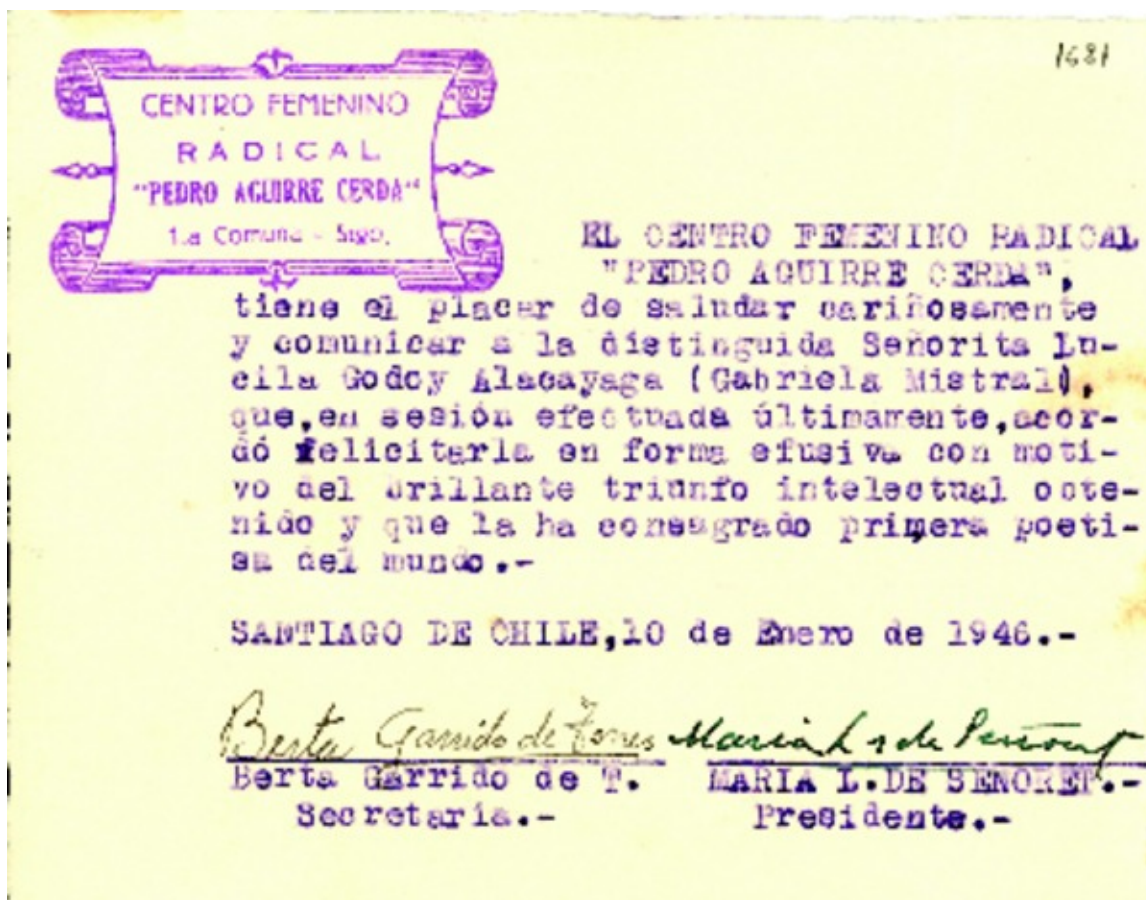 1681
CENTRO FEMENINO
RADICAL
"PEDRO AGUIRRE CERDA"
1.a Comuna - Stgo.
EL CENTRO FEMENINO RADICAL
"PEDRO AGUIRRE CERDA",
tiene el placer de saludar cariñosamente
y comunicar a la distinguida Señorita Lu-
cila Godoy Alacayaga (Gabriela Mistral),
que,en sesión efectuada últimamente,acor-
dó felicitarla en forma efusiva con moti-
vo del brillante triunfo intelectual obte-
nido y que la ha consagrado primera poeti-
sa del mundo.-
SANTIAGO DE CHILE,10 de Enero de 1946.-
Berta Garrido de Maria L de
Berta Garrido de T. MARIA L.DE SEÑORET.-
Secretaria.- Presidente.-